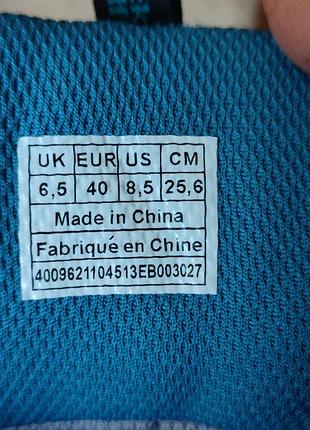 UK EUR US CM
6,5 40 8,5 25,6
Made in China
Fabriqué en Chine
4009621104513EB003027